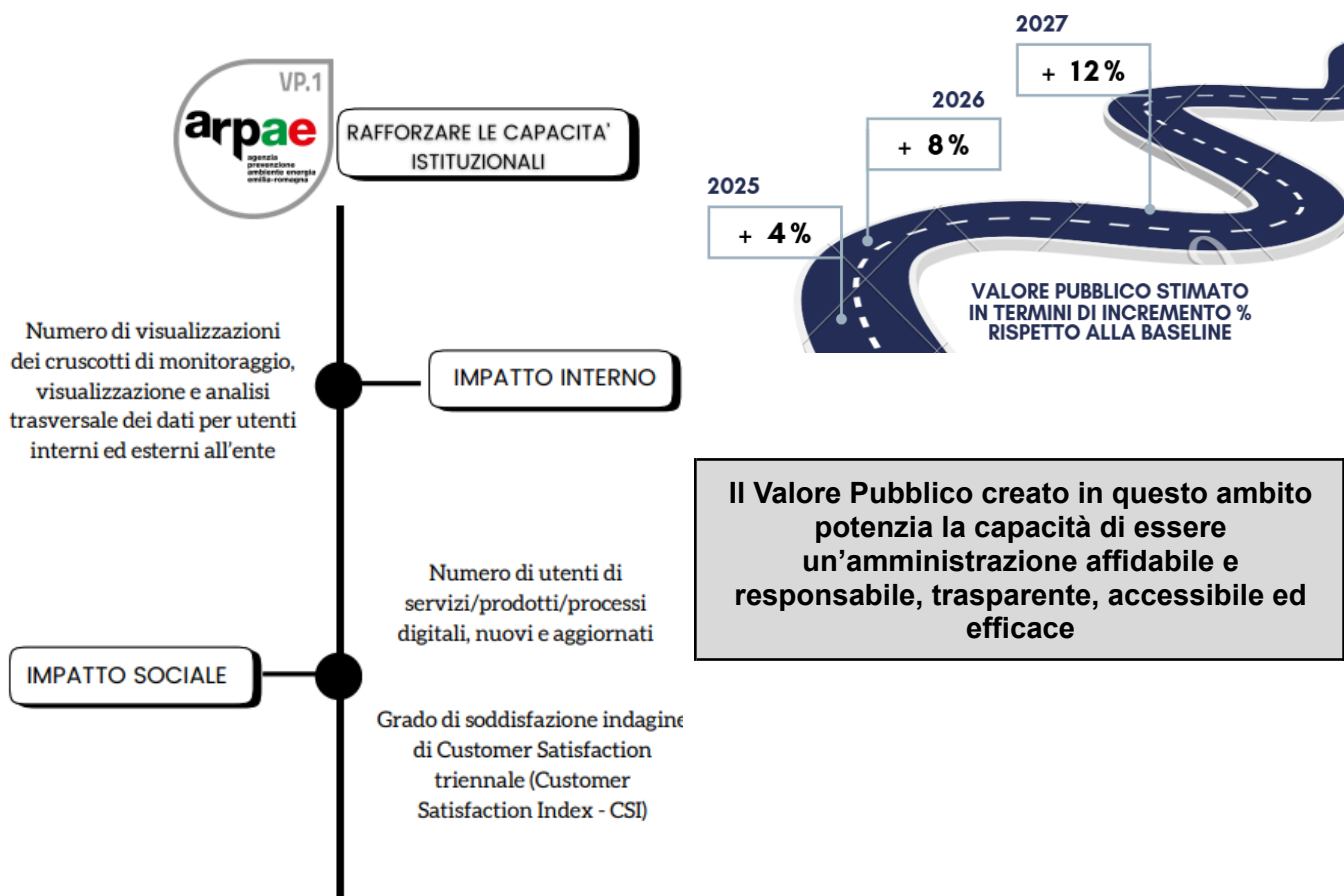 VP.1
arpae
agenzia
prevenzione
ambiente energia
emilia-romagna
RAFFORZARE LE CAPACITA'
ISTITUZIONALI
Numero di visualizzazioni
dei cruscotti di monitoraggio,
visualizzazione e analisi
trasversale dei dati per utenti
interni ed esterni all'ente
IMPATTO INTERNO
Numero di utenti di
servizi/prodotti/processi
digitali, nuovi e aggiornati
IMPATTO SOCIALE
Grado di soddisfazione indagine
di Customer Satisfaction
triennale (Customer
Satisfaction Index - CSI)
2027
+ 12%
2026
+ 8%
2025
+ 4%
VALORE PUBBLICO STIMATO
IN TERMINI DI INCREMENTO %
RISPETTO ALLA BASELINE
Il Valore Pubblico creato in questo ambito
potenzia la capacità di essere
un'amministrazione affidabile e
responsabile, trasparente, accessibile ed
efficace